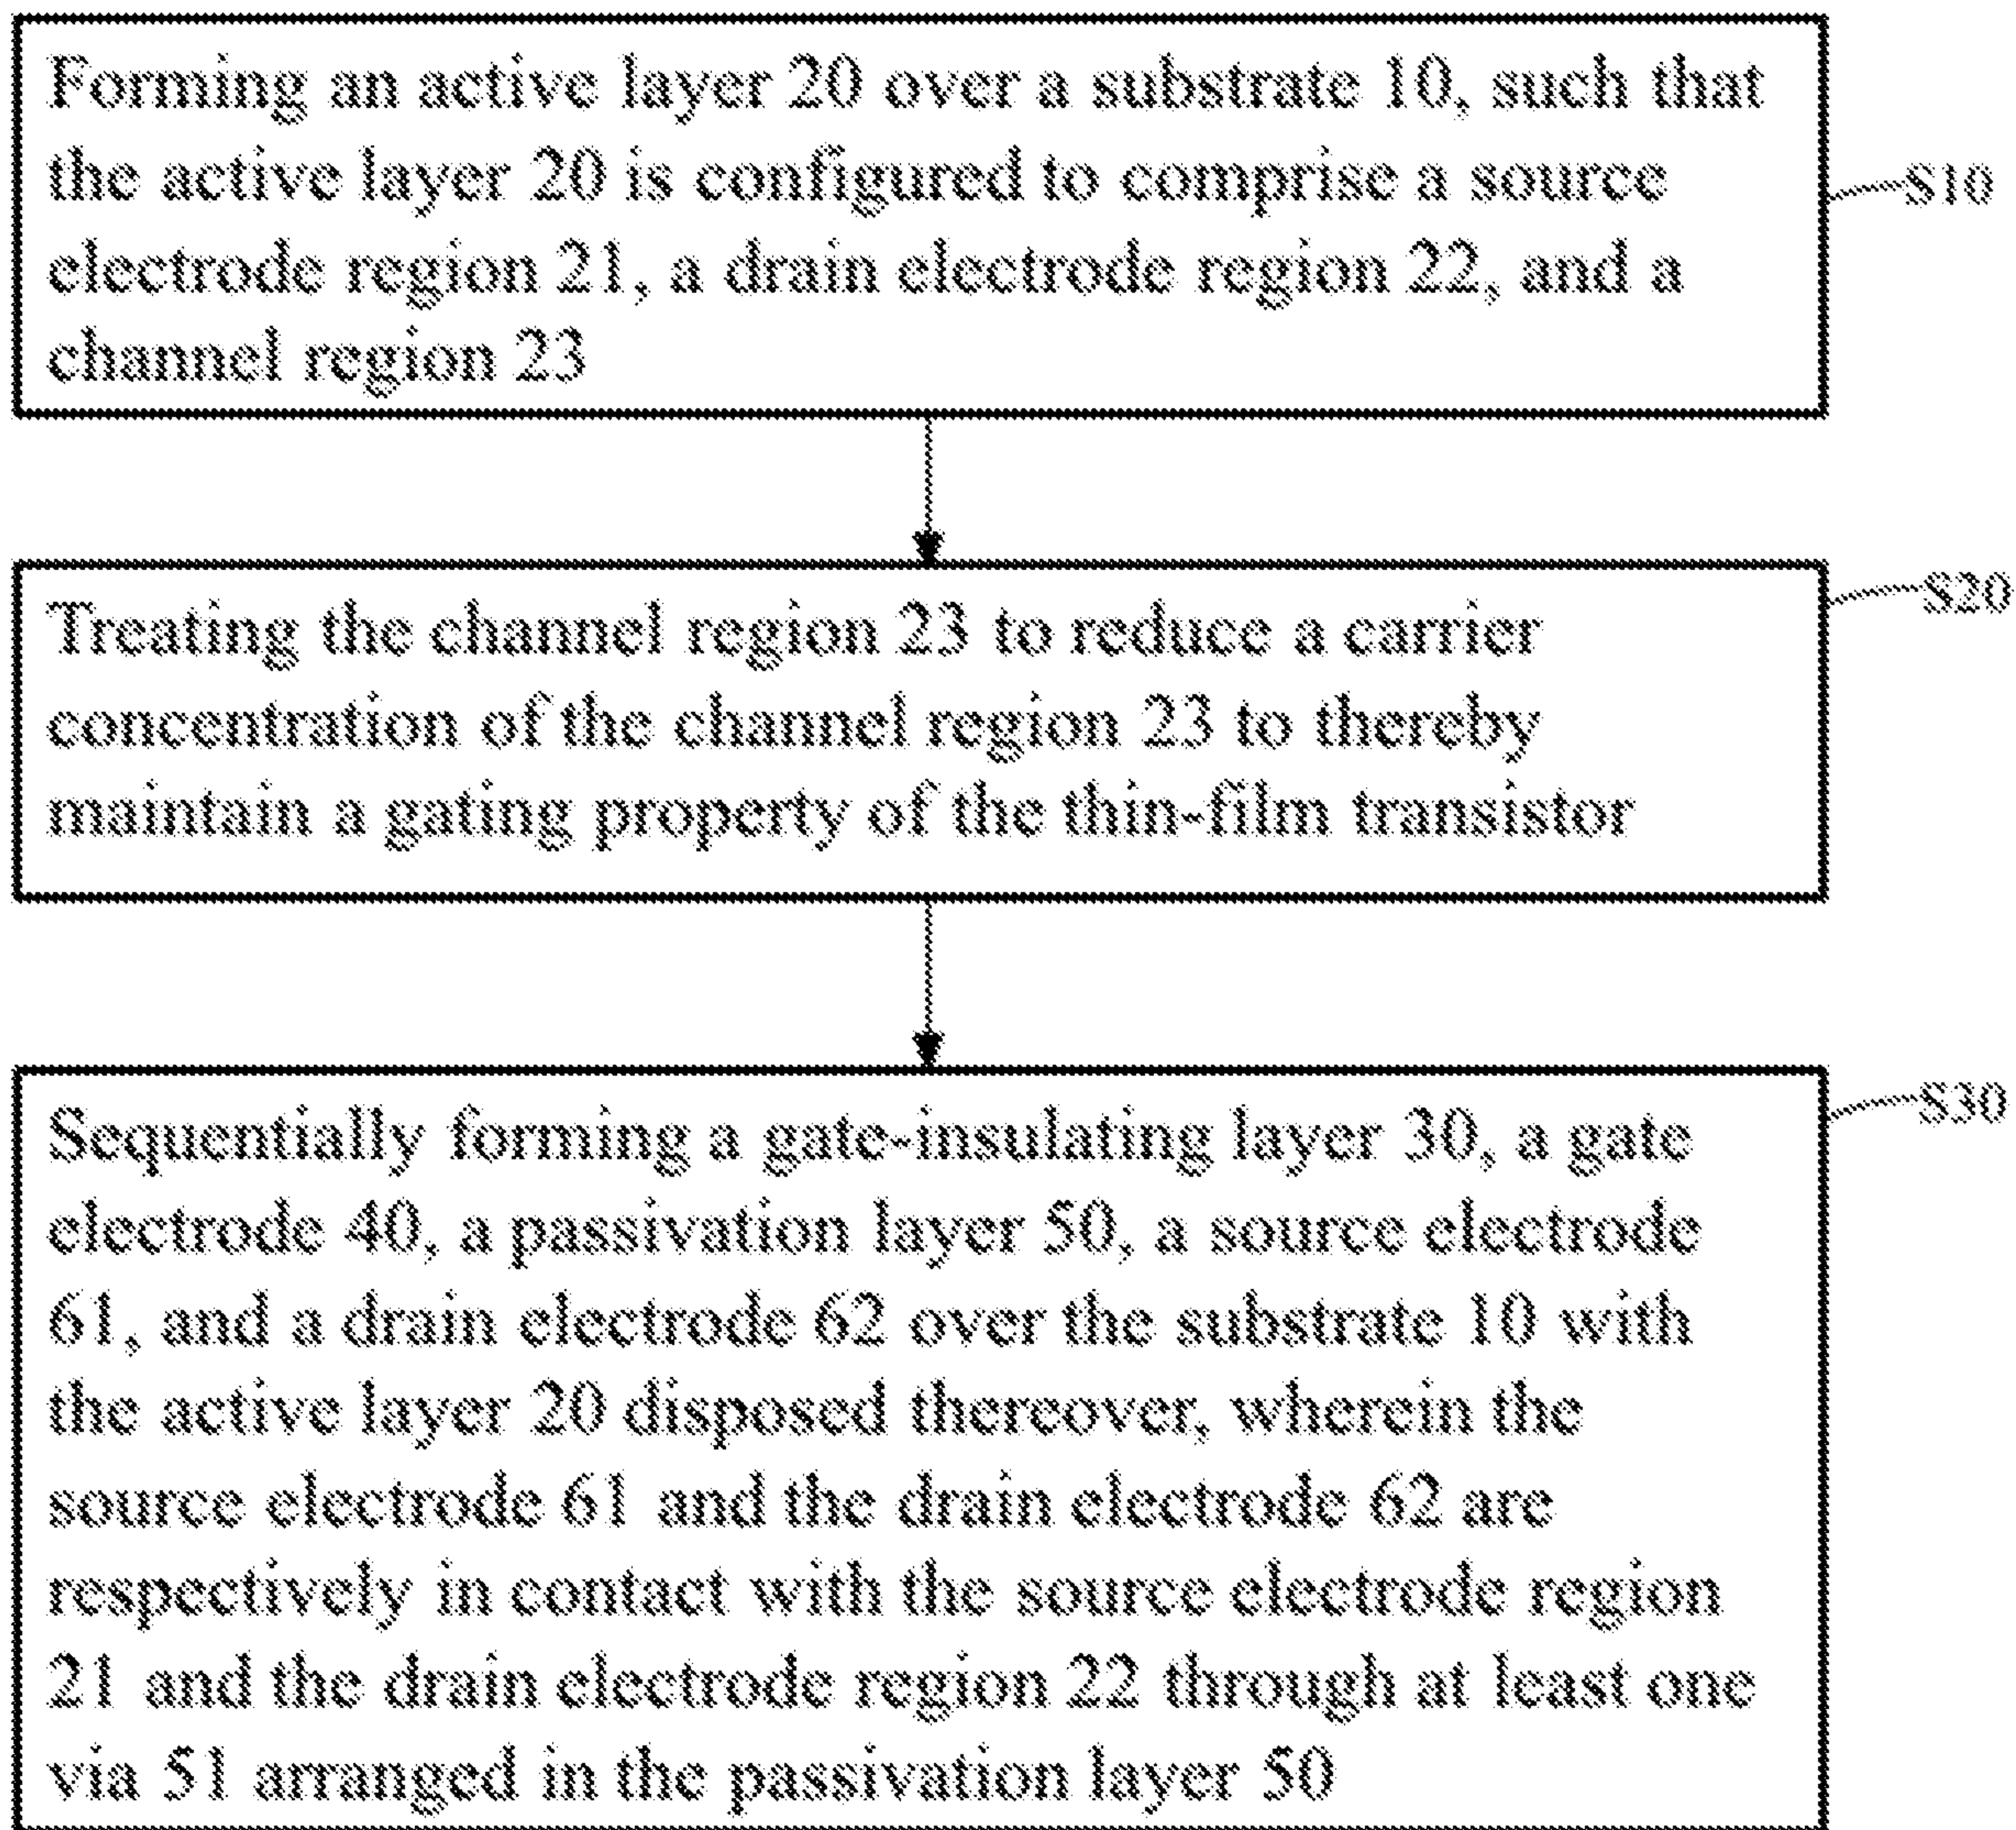 Forming an active layer 20 over a substrate 10, such that
the active layer 20 is configured to comprise a source
electrode region 21, a drain electrode region 22, and a
channel region 23
S10
Treating the channel region 23 to reduce a carrier
concentration of the channel region 23 to thereby
maintain a gating property of the thin-film transistor
S20
Sequentially forming a gate-insulating layer 30, a gate
electrode 40, a passivation layer 50, a source electrode
61, and a drain electrode 62 over the substrate 10 with
the active layer 20 disposed thereover, wherein the
source electrode 61 and the drain electrode 62 are
respectively in contact with the source electrode region
21 and the drain electrode region 22 through at least one
via 51 arranged in the passivation layer 50
S30